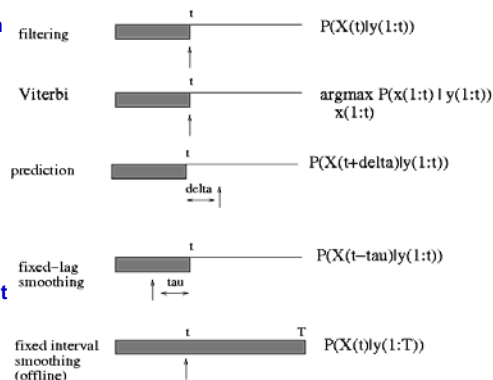 t
filtering
P(X(t)|y(1:t))
t
Viterbi
argmax P(x(1:t) | y(1:t))
x(1:t)
t
prediction
P(X(t+delta)|y(1:t))
delta
t
fixed-lag
smoothing
P(X(t-tau)|y(1:t))
tau
t
t
T
fixed interval
smoothing
(offline)
P(X(t)|y(1:T))